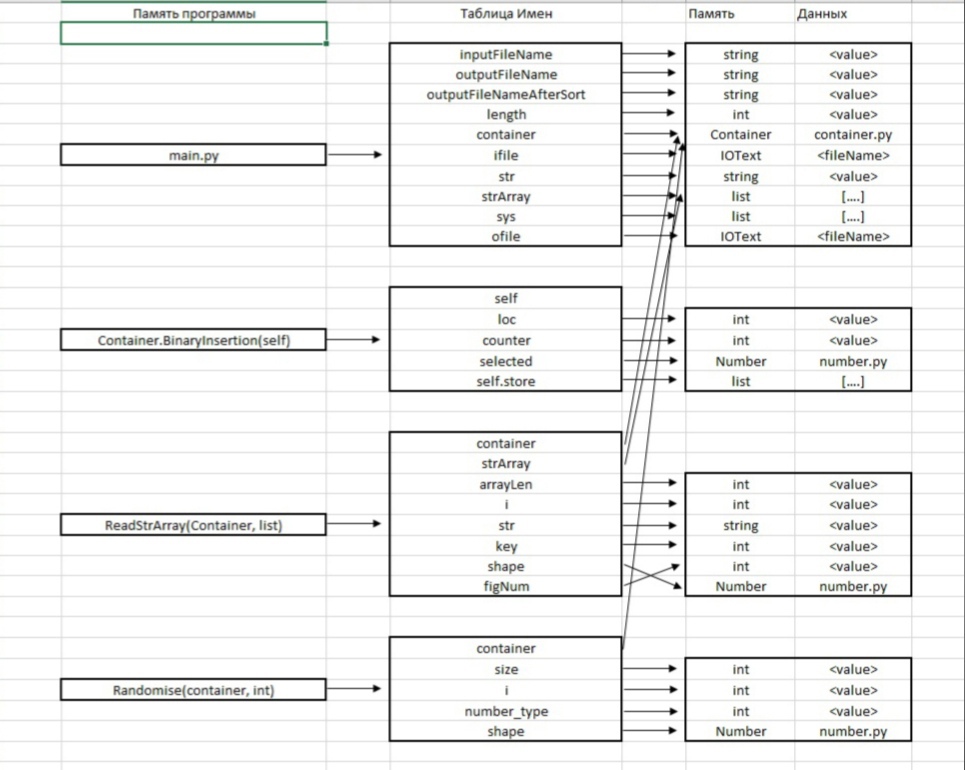 Память программы Таблица Имен Память Данных
inputFileName string <value>
outputFileName string <value>
outputFileNameAfterSort string <value>
length int <value>
container Container container.py
main.py ifile IOText <fileName>
str string <value>
strArray list [....]
sys list [....]
ofile IOText <fileName>
self
loc int <value>
Container.BinaryInsertion(self) counter int <value>
selected Number number.py
self.store list [....]
container
strArray
arrayLen int <value>
i int <value>
ReadStrArray(Container, list) str string <value>
key int <value>
shape int <value>
figNum Number number.py
container
size int <value>
Randomise(container, int) i int <value>
number_type int <value>
shape Number number.py